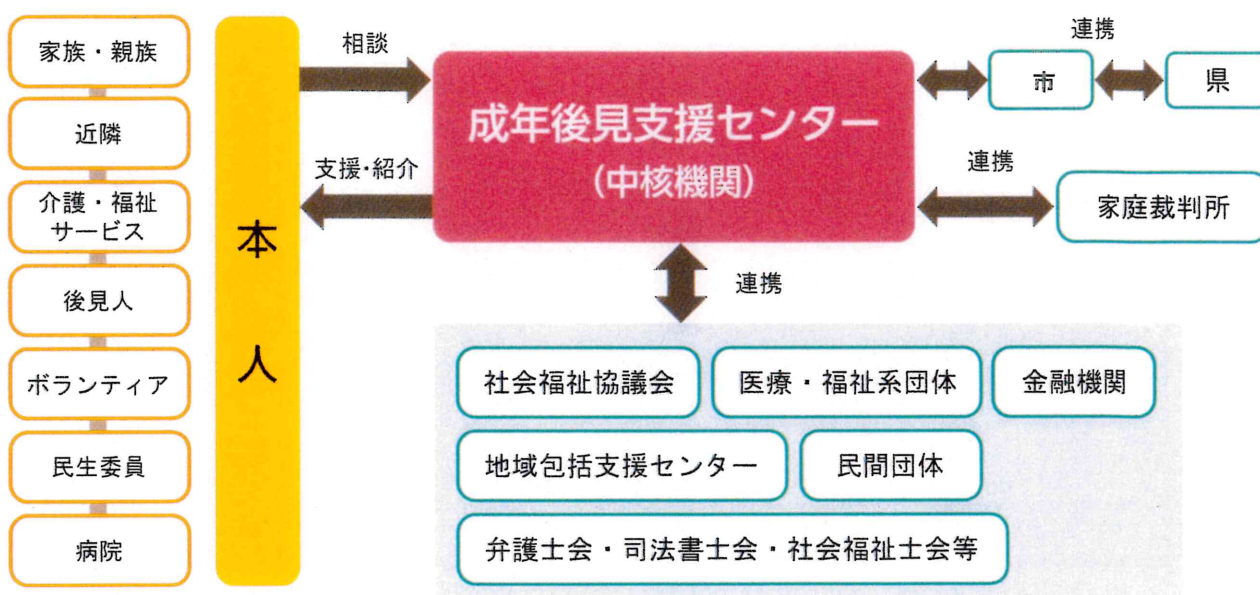 家族・親族
近隣
介護・福祉
サービス
後見人
ボランティア
民生委員
病院
本人
相談
支援・紹介
成年後見支援センター
(中核機関)
連携
市
県
連携
家庭裁判所
連携
社会福祉協議会
医療・福祉系団体
金融機関
地域包括支援センター
民間団体
弁護士会・司法書士会・社会福祉士会等